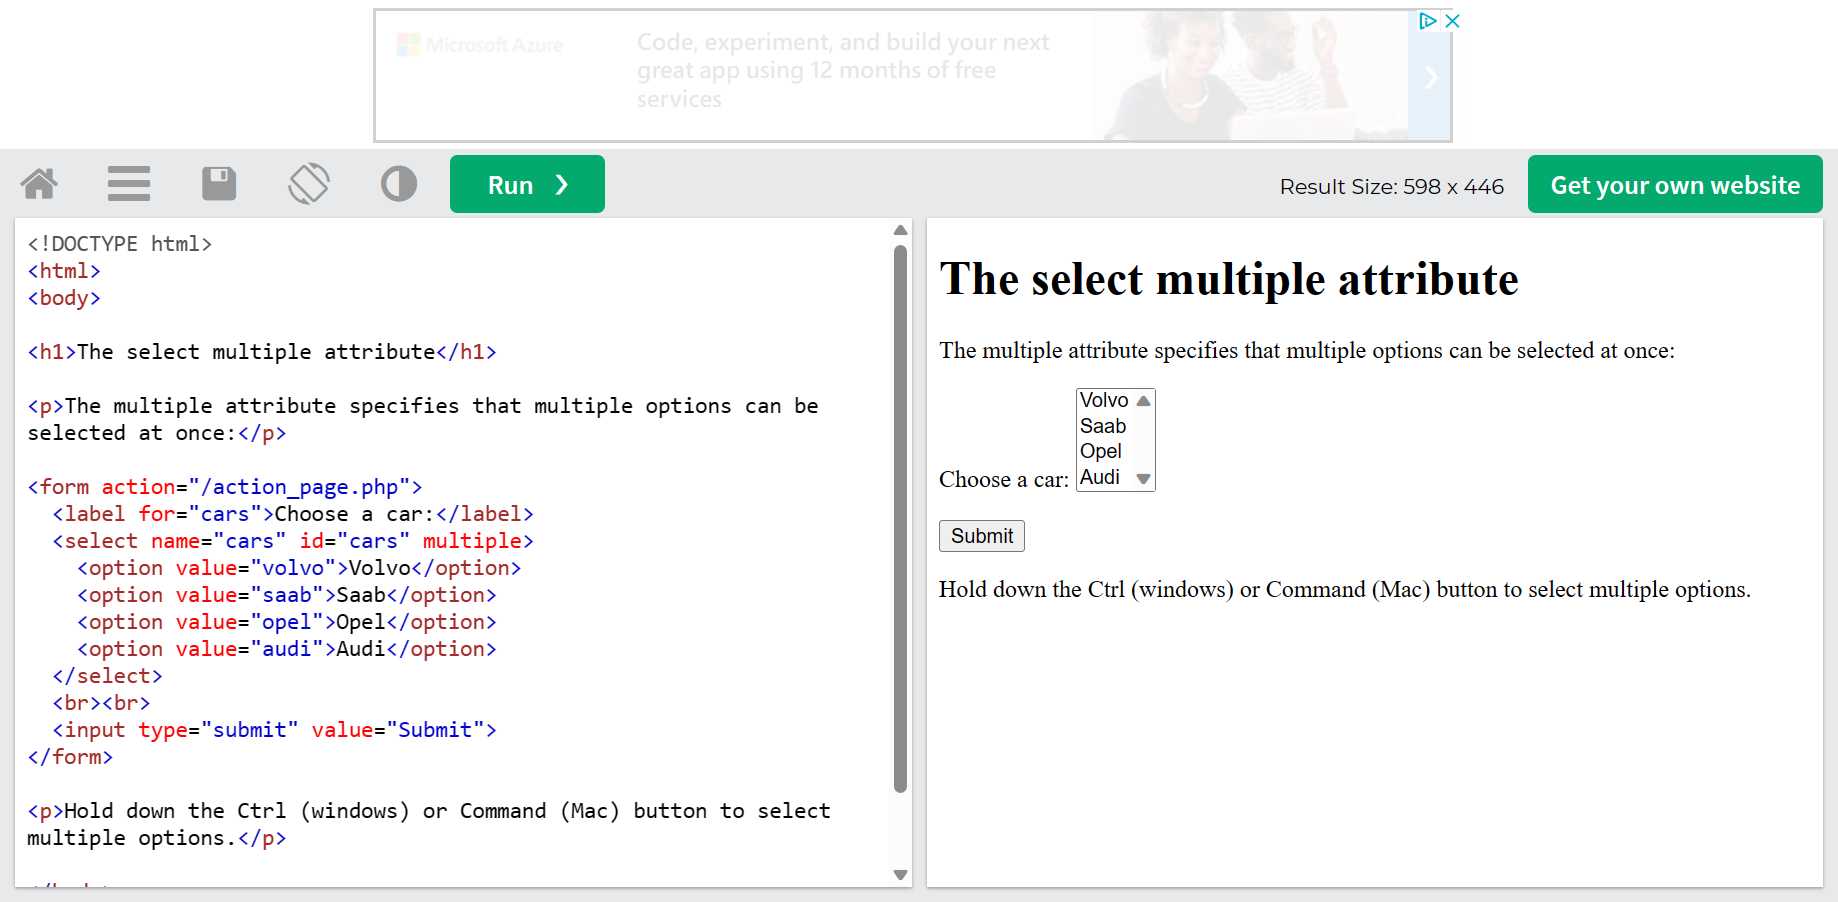 Microsoft Azure
Code, experiment, and build your next
great app using 12 months of free
services
Run ❯
Result Size: 598 x 446
Get your own website
<!DOCTYPE html>
<html>
<body>
<h1>The select multiple attribute</h1>
<p>The multiple attribute specifies that multiple options can be
selected at once:</p>
<form action="/action_page.php">
  <label for="cars">Choose a car:</label>
  <select name="cars" id="cars" multiple>
    <option value="volvo">Volvo</option>
    <option value="saab">Saab</option>
    <option value="opel">Opel</option>
    <option value="audi">Audi</option>
  </select>
  <br><br>
  <input type="submit" value="Submit">
</form>
<p>Hold down the Ctrl (windows) or Command (Mac) button to select
multiple options.</p>
The select multiple attribute
The multiple attribute specifies that multiple options can be selected at once:
Volvo
Saab
Opel
Choose a car: Audi
Submit
Hold down the Ctrl (windows) or Command (Mac) button to select multiple options.